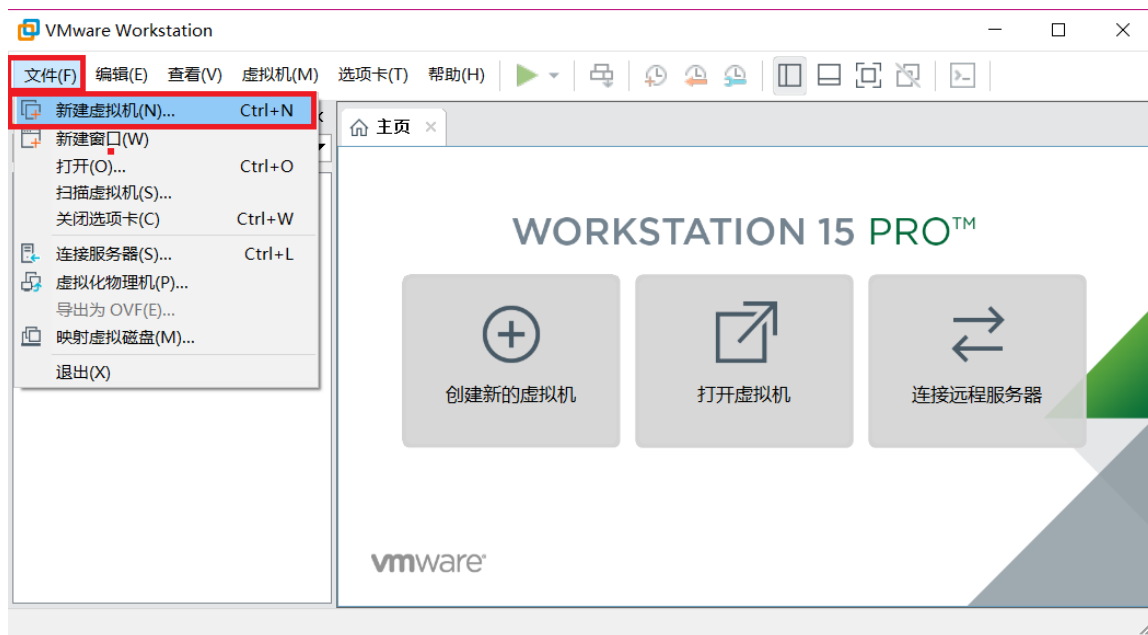 VMware Workstation
文件(F) 编辑(E) 查看(V) 虚拟机(M) 选项卡(T) 帮助(H)
新建虚拟机(N)... Ctrl+N
新建窗口(W)
打开(O)... Ctrl+O
扫描虚拟机(S)...
关闭选项卡(C) Ctrl+W
连接服务器(S)... Ctrl+L
虚拟化物理机(P)...
导出为 OVF(E)...
映射虚拟磁盘(M)...
退出(X)
主页
WORKSTATION 15 PRO™
创建新的虚拟机
打开虚拟机
连接远程服务器
vmware